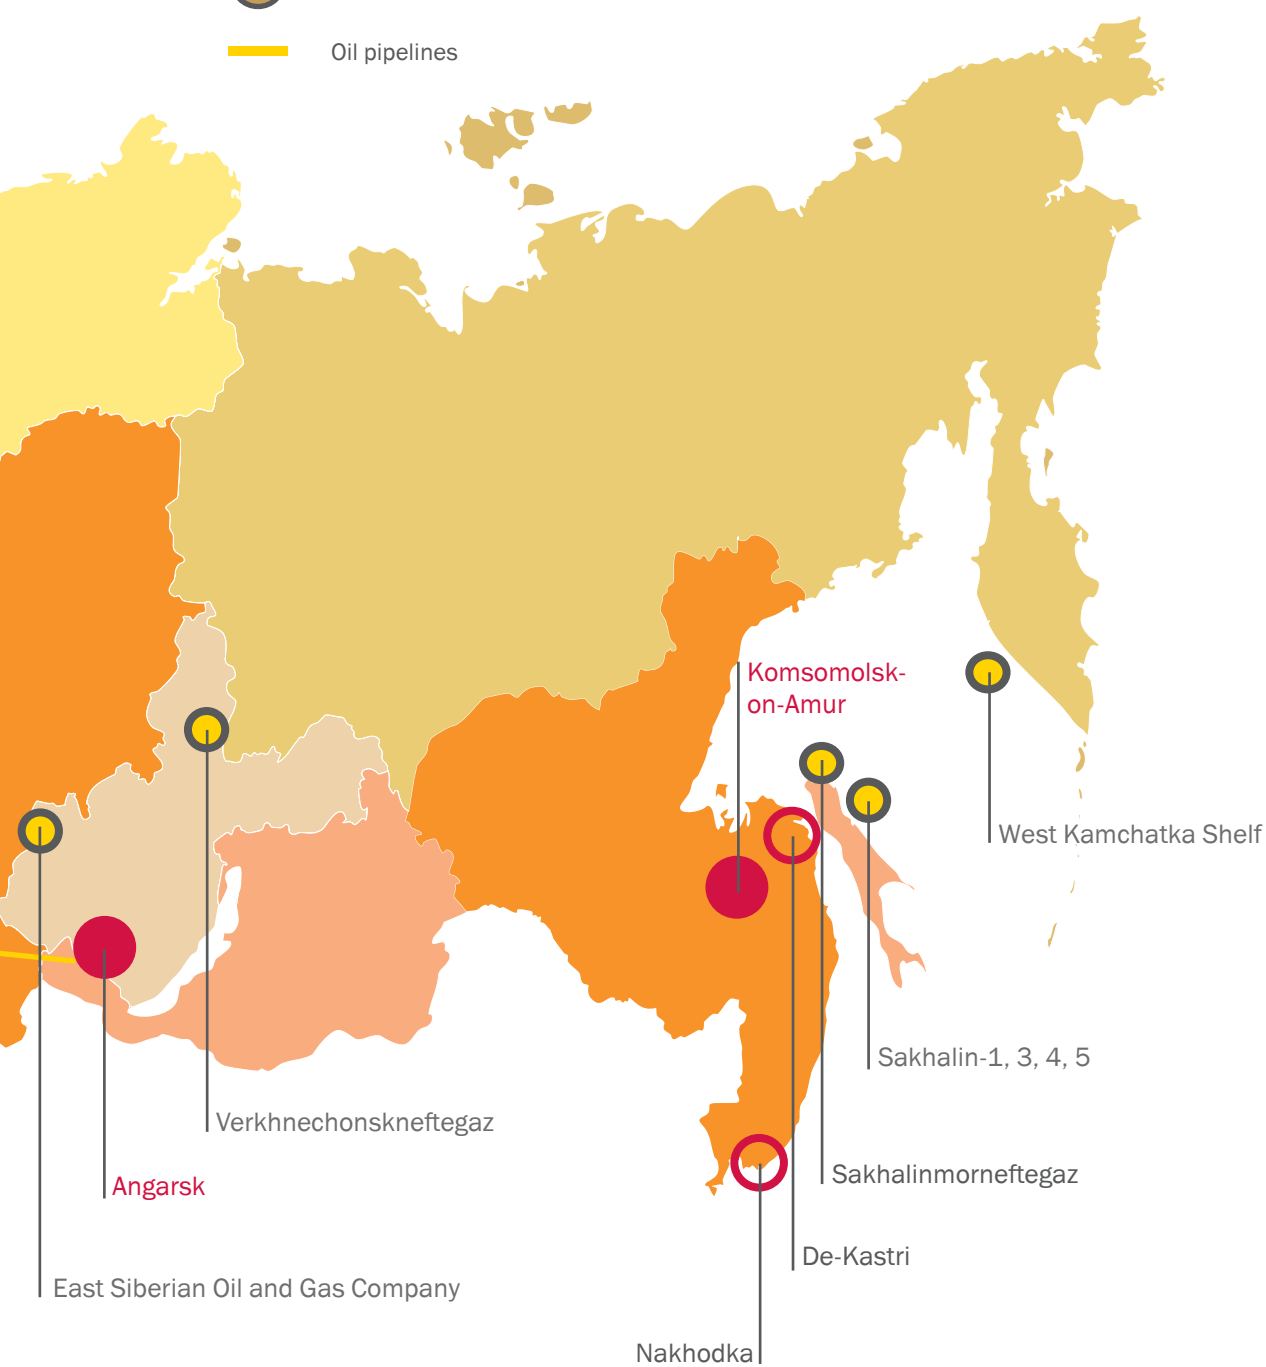 Oil pipelines
Komsomolsk-
on-Amur
West Kamchatka Shelf
Sakhalin-1, 3, 4, 5
Verkhnechonskneftegaz
Sakhalinmorneftegaz
Angarsk
De-Kastri
East Siberian Oil and Gas Company
Nakhodka